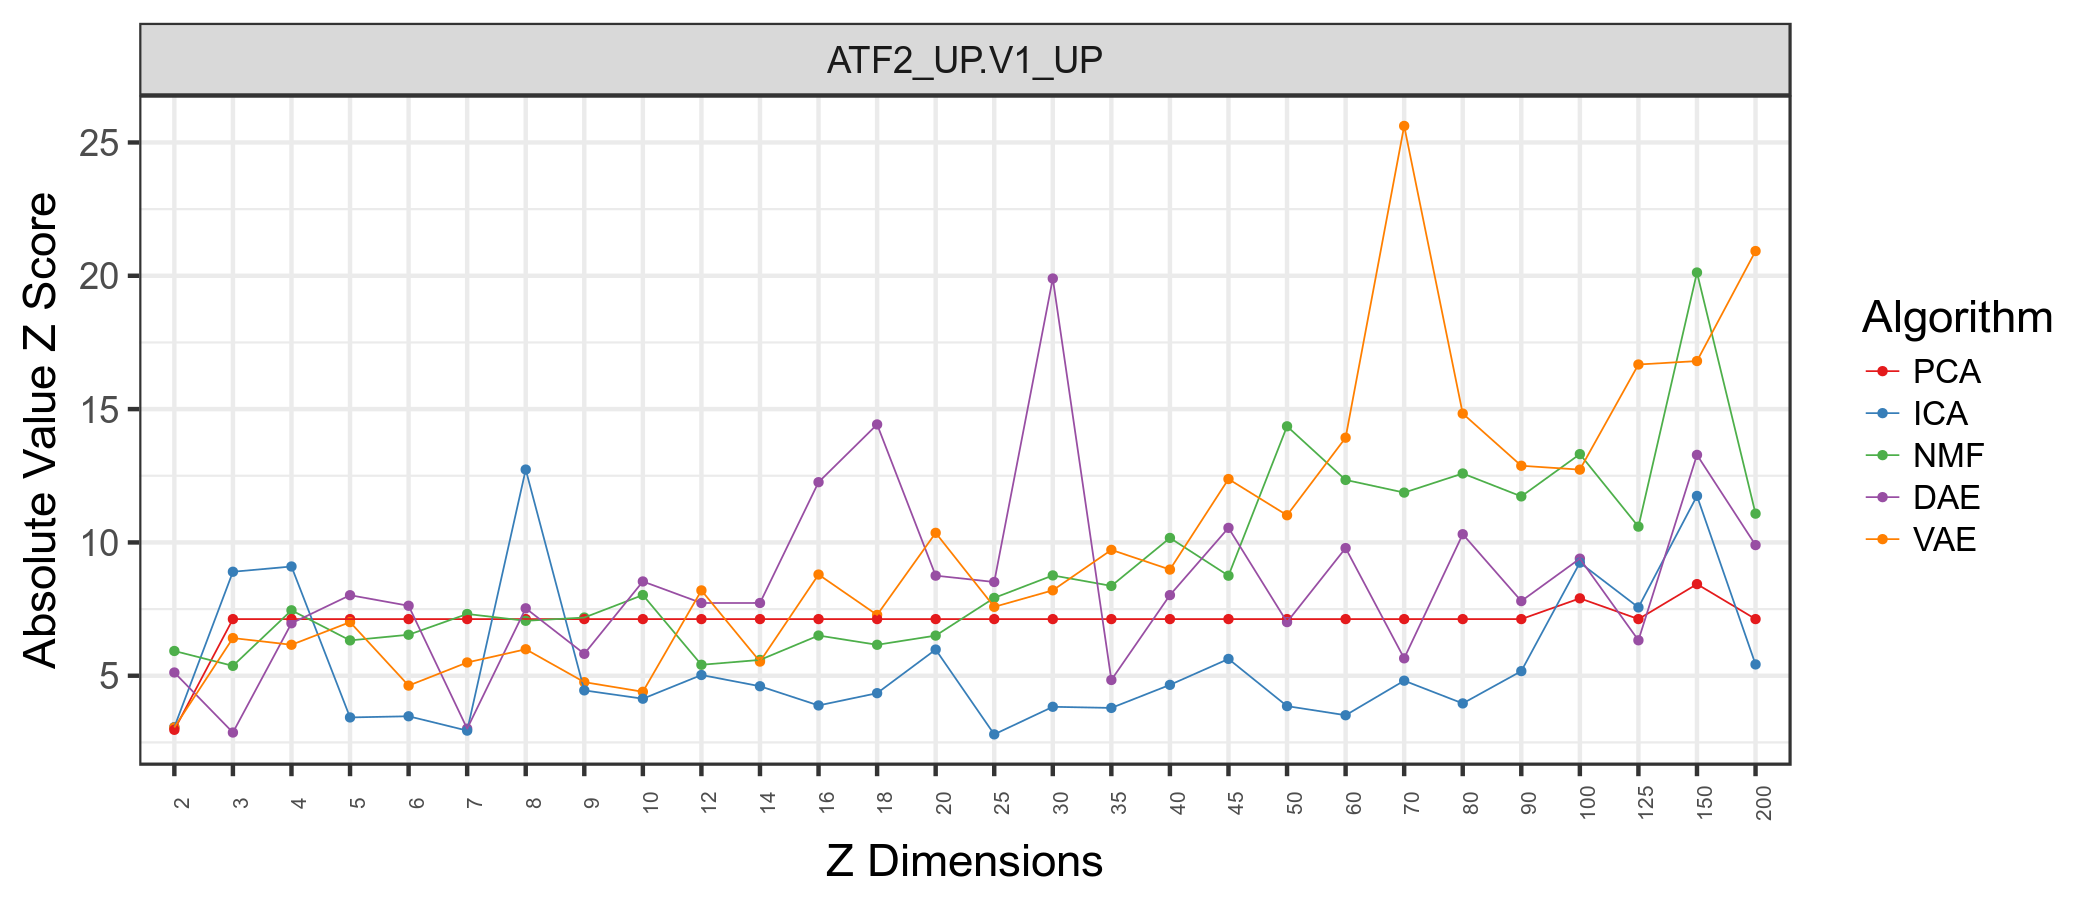 ATF2_UP.V1_UP
Absolute Value Z Score
25
20
15
10
5
2 3 4 5 6 7 8 9 10 12 14 16 18 20 25 30 35 40 45 50 60 70 80 90 100 125 150 200
Z Dimensions
Algorithm
PCA
ICA
NMF
DAE
VAE